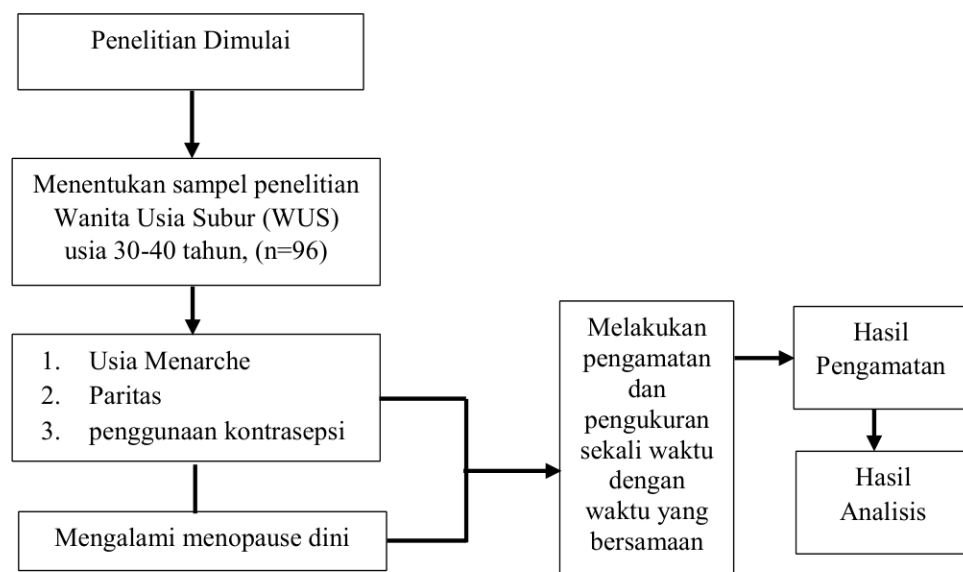 Penelitian Dimulai
Menentukan sampel penelitian
Wanita Usia Subur (WUS)
usia 30-40 tahun, (n=96)
1. Usia Menarche
2. Paritas
3. penggunaan kontrasepsi
Mengalami menopause dini
Melakukan
pengamatan
dan
pengukuran
sekali waktu
dengan
waktu yang
bersamaan
Hasil
Pengamatan
Hasil
Analisis